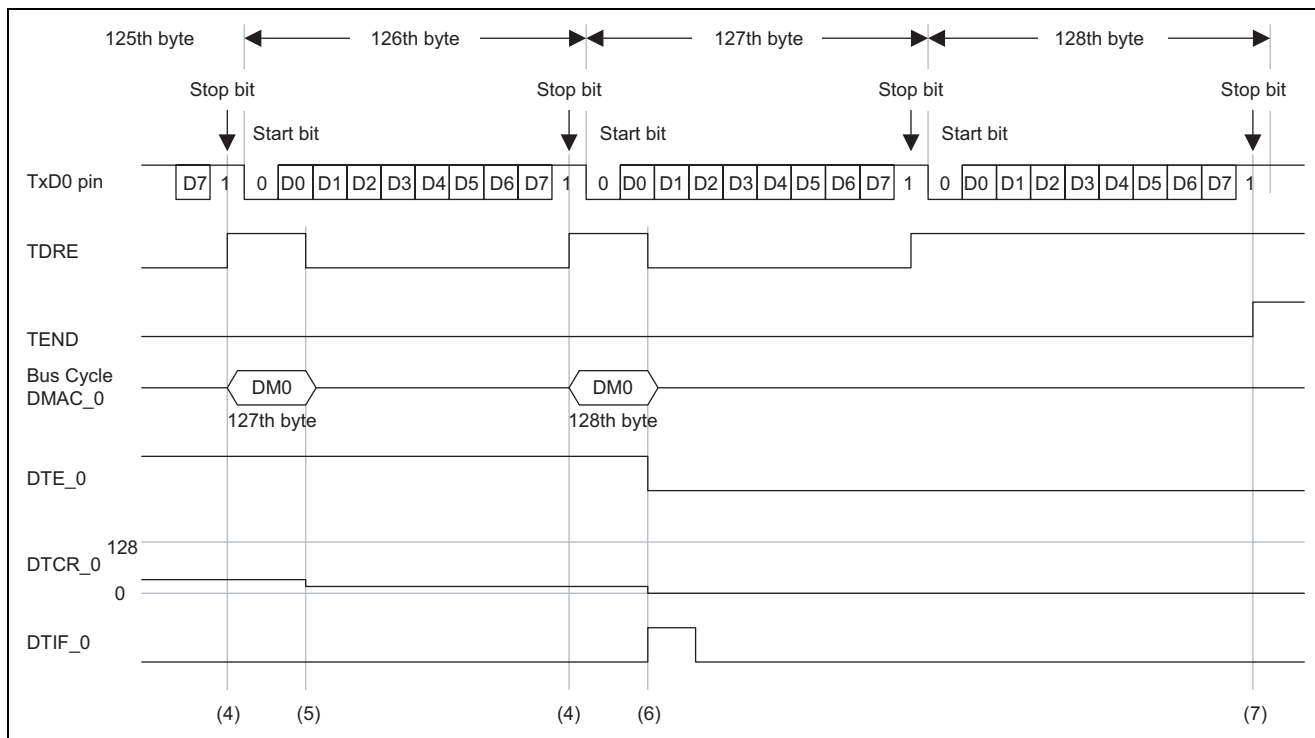 125th byte 126th byte 127th byte 128th byte
Stop bit Stop bit Stop bit Stop bit
Start bit Start bit Start bit
TxD0 pin D7 1 0 D0 D1 D2 D3 D4 D5 D6 D7 1 0 D0 D1 D2 D3 D4 D5 D6 D7 1 0 D0 D1 D2 D3 D4 D5 D6 D7 1
TDRE
TEND
Bus Cycle
DMAC_0 DM0 DM0
127th byte 128th byte
DTE_0
128
DTCR_0
0
DTIF_0
(4) (5) (4) (6) (7)